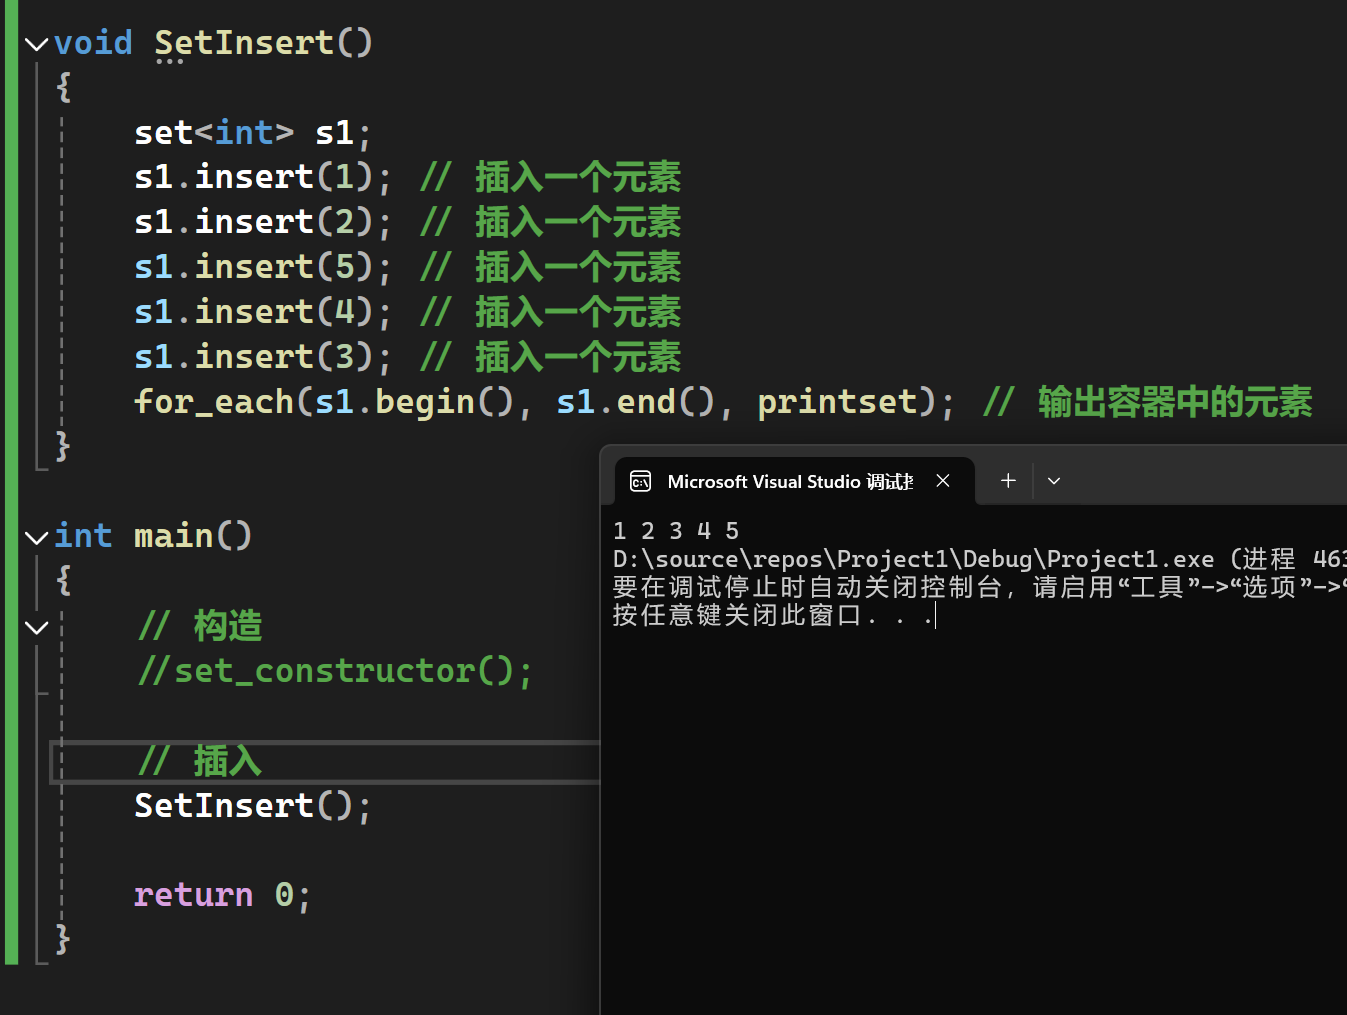 void SetInsert()
{
set<int> s1;
s1.insert(1); // 插入一个元素
s1.insert(2); // 插入一个元素
s1.insert(5); // 插入一个元素
s1.insert(4); // 插入一个元素
s1.insert(3); // 插入一个元素
for_each(s1.begin(), s1.end(), printset); // 输出容器中的元素
}
int main()
{
// 构造
//set_constructor();
// 插入
SetInsert();
return 0;
}
Microsoft Visual Studio 调试
1 2 3 4 5
D:\source\repos\Project1\Debug\Project1.exe (进程 463
要在调试停止时自动关闭控制台，请启用“工具”->“选项”->“
按任意键关闭此窗口. . .